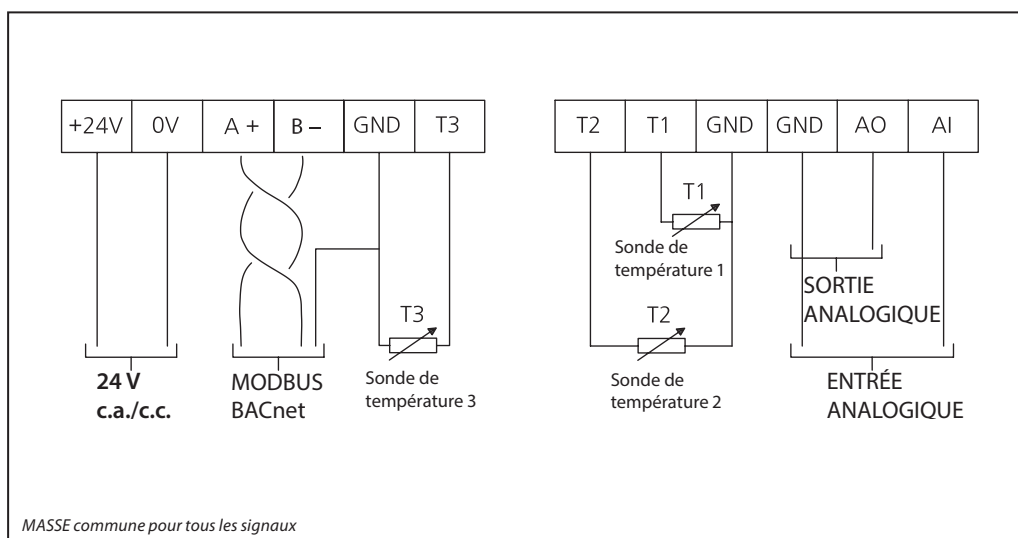 +24V 0V A + B – GND T3
T2 T1 GND GND AO AI
T1
Sonde de
température 1
SORTIE
ANALOGIQUE
T3
T2
24 V
c.a./c.c.
MODBUS
BACnet
Sonde de
température 3
Sonde de
température 2
ENTRÉE
ANALOGIQUE
MASSE commune pour tous les signaux